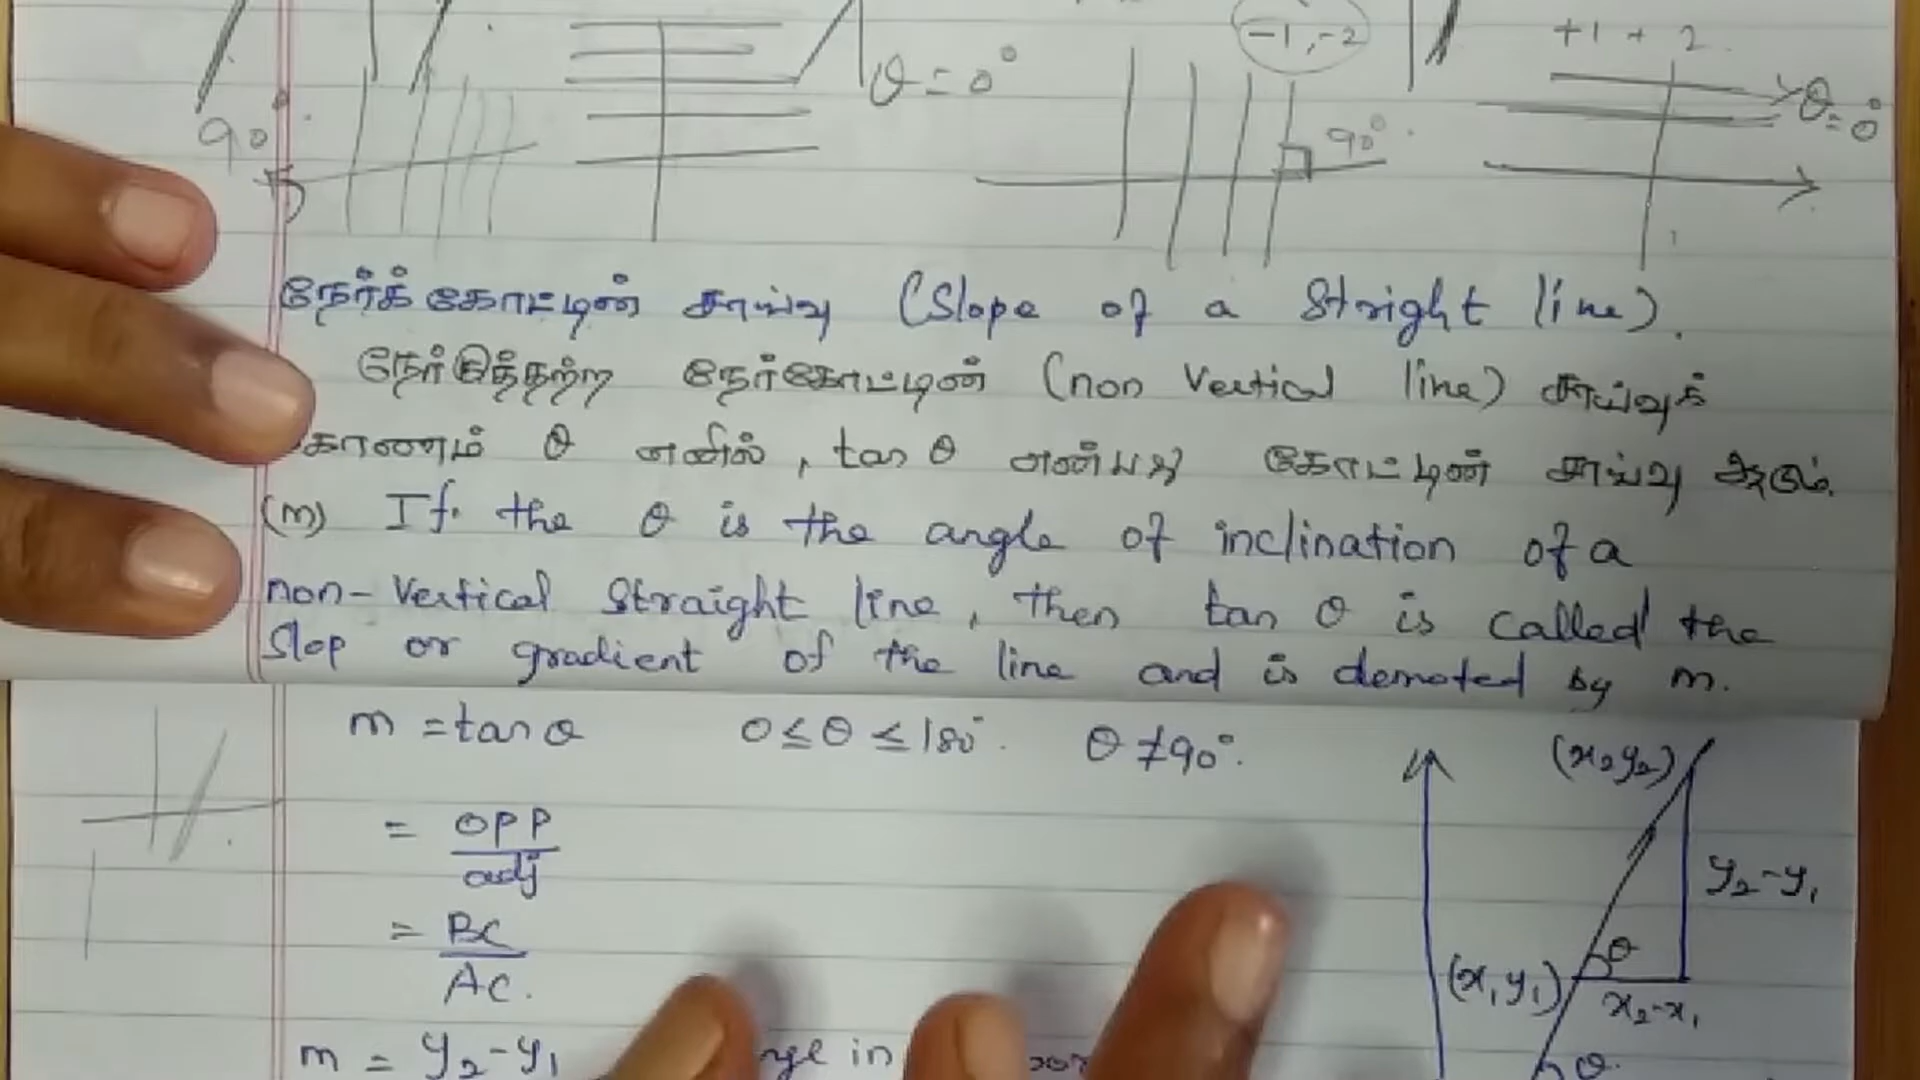 -1, -2
+1 + 2
θ = 0°
θ = 0°
90°
90°
நேர்க்கோட்டின் சாய்வு (Slope of a Stright line).
நேர்குத்தற்ற நேர்கோட்டின் (non Vertical line) சாய்வுக்
கோணம் θ எனில், tan θ என்பது கோட்டின் சாய்வு ஆகும்.
(m) If the θ is the angle of inclination of a
non-Vertical Straight line, then tan θ is called the
Slop or gradient of the line and is demoted by m.
m = tan θ 0 ≤ θ ≤ 180°. θ ≠ 90°.
(x2 y2)
= opp/adj
y2-y1
= BC/AC.
θ
(x1 y1)
x2-x1
m = y2-y1 in
θ